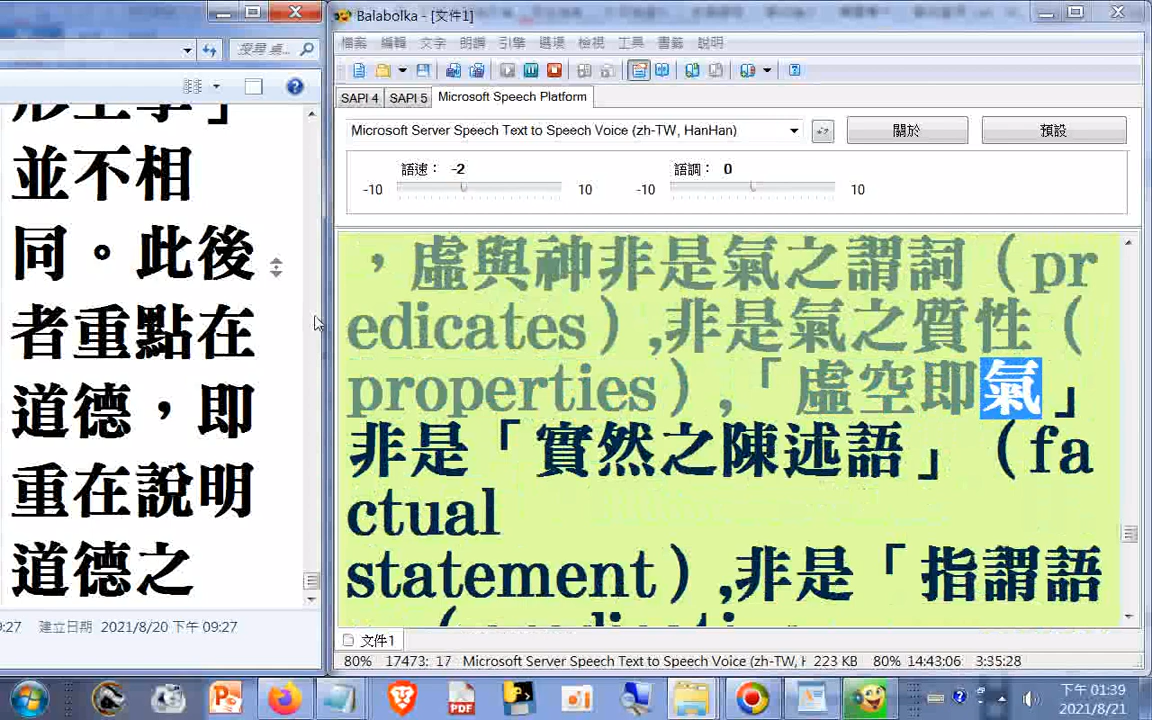 Balabolka - [文件1]
搜尋 桌...
檔案 編輯 文字 朗讀 引擎 選項 檢視 工具 書籤 說明
SAPI 4 SAPI 5 Microsoft Speech Platform
Microsoft Server Speech Text to Speech Voice (zh-TW, HanHan)
關於 預設
語速： -2 語調： 0
-10 10 -10 10
形上學」
並不相
同。此後
者重點在
道德，即
重在說明
道德之
，虛與神非是氣之謂詞（pr
edicates）,非是氣之質性（
properties）,「虛空即氣」
非是「實然之陳述語」（fa
ctual
statement）,非是「指謂語
（predication
文件1
9:27 建立日期 2021/8/20 下午 09:27
80% 17473: 17 Microsoft Server Speech Text to Speech Voice (zh-TW, H 223 KB 80% 14:43:06 3:35:28
下午 01:39
2021/8/21